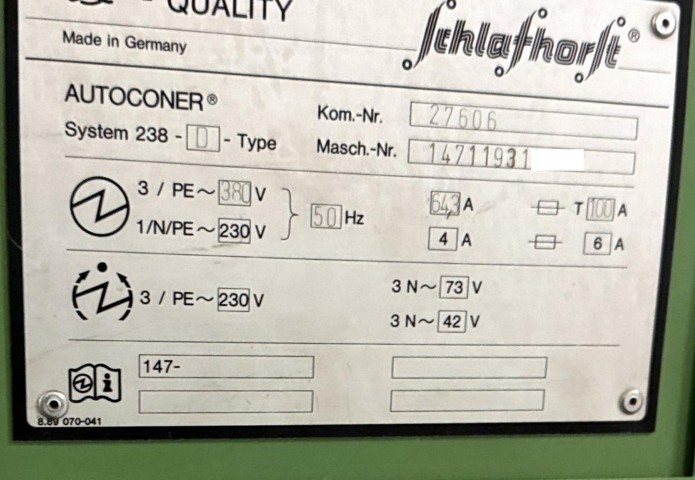 QUALITY
Made in Germany
Schlafhorst®
AUTOCONER®
System 238 - D - Type
Kom.-Nr. 27606
Masch.-Nr. 14711931
3 / PE~ 380 V
1/N/PE~ 230 V
50 Hz
64,3 A
T 100 A
4 A
6 A
3 / PE~ 230 V
3 N~ 73 V
3 N~ 42 V
147-
8.89 070-041